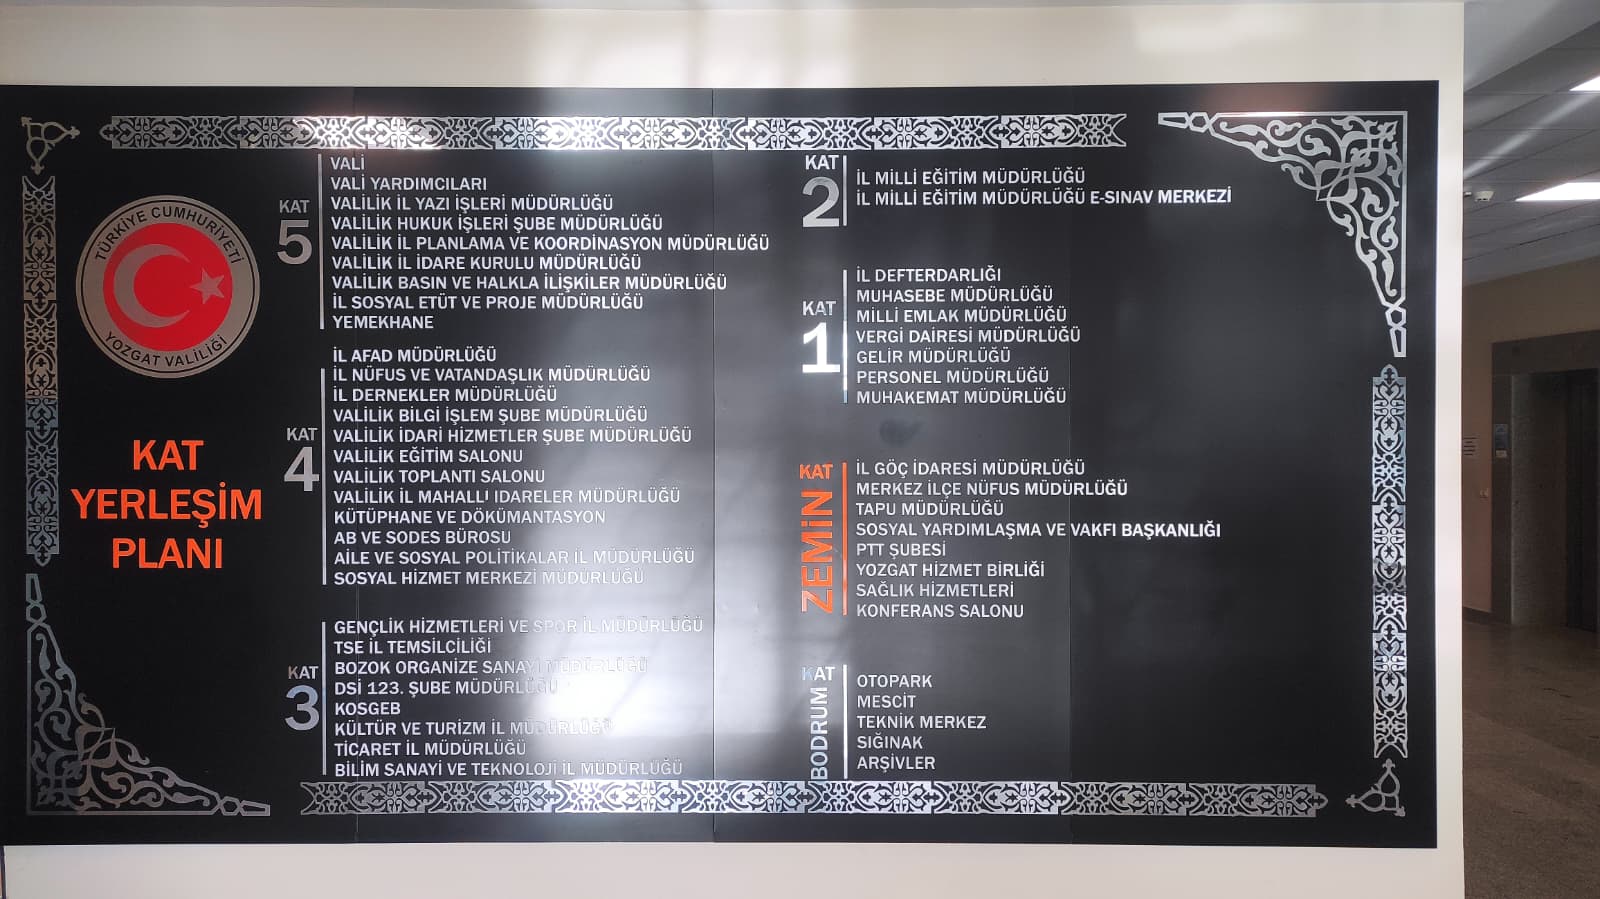 TÜRKİYE CUMHURİYETİ
YOZGAT VALİLİĞİ
KAT
YERLEŞİM
PLANI
KAT
5
VALİ
VALİ YARDIMCILARI
VALİLİK İL YAZI İŞLERİ MÜDÜRLÜĞÜ
VALİLİK HUKUK İŞLERİ ŞUBE MÜDÜRLÜĞÜ
VALİLİK İL PLANLAMA VE KOORDİNASYON MÜDÜRLÜĞÜ
VALİLİK İL İDARE KURULU MÜDÜRLÜĞÜ
VALİLİK BASIN VE HALKLA İLİŞKİLER MÜDÜRLÜĞÜ
İL SOSYAL ETÜT VE PROJE MÜDÜRLÜĞÜ
YEMEKHANE
KAT
4
İL AFAD MÜDÜRLÜĞÜ
İL NÜFUS VE VATANDAŞLIK MÜDÜRLÜĞÜ
İL DERNEKLER MÜDÜRLÜĞÜ
VALİLİK BİLGİ İŞLEM ŞUBE MÜDÜRLÜĞÜ
VALİLİK İDARİ HİZMETLER ŞUBE MÜDÜRLÜĞÜ
VALİLİK EĞİTİM SALONU
VALİLİK TOPLANTI SALONU
VALİLİK İL MAHALLI IDARELER MÜDÜRLÜĞÜ
KÜTÜPHANE VE DÖKÜMANTASYON
AB VE SODES BÜROSU
AİLE VE SOSYAL POLİTİKALAR İL MÜDÜRLÜĞÜ
SOSYAL HİZMET MERKEZİ MÜDÜRLÜĞÜ
KAT
3
GENÇLİK HİZMETLERİ VE SPOR İL MÜDÜRLÜĞÜ
TSE İL TEMSİLCİLİĞİ
BOZOK ORGANİZE SANAYİ MÜDÜRLÜĞÜ
DSİ 123. ŞUBE MÜDÜRLÜĞÜ
KOSGEB
KÜLTÜR VE TURİZM İL MÜDÜRLÜĞÜ
TİCARET İL MÜDÜRLÜĞÜ
BİLİM SANAYİ VE TEKNOLOJİ İL MÜDÜRLÜĞÜ
KAT
2
İL MİLLİ EĞİTİM MÜDÜRLÜĞÜ
İL MİLLİ EĞİTİM MÜDÜRLÜĞÜ E-SINAV MERKEZİ
KAT
1
İL DEFTERDARLIĞI
MUHASEBE MÜDÜRLÜĞÜ
MİLLİ EMLAK MÜDÜRLÜĞÜ
VERGİ DAİRESİ MÜDÜRLÜĞÜ
GELİR MÜDÜRLÜĞÜ
PERSONEL MÜDÜRLÜĞÜ
MUHAKEMAT MÜDÜRLÜĞÜ
KAT
ZEMİN
İL GÖÇ İDARESİ MÜDÜRLÜĞÜ
MERKEZ İLÇE NÜFUS MÜDÜRLÜĞÜ
TAPU MÜDÜRLÜĞÜ
SOSYAL YARDIMLAŞMA VE VAKFI BAŞKANLIĞI
PTT ŞUBESİ
YOZGAT HİZMET BİRLİĞİ
SAĞLIK HİZMETLERİ
KONFERANS SALONU
KAT
BODRUM
OTOPARK
MESCİT
TEKNİK MERKEZ
SIĞINAK
ARŞİVLER